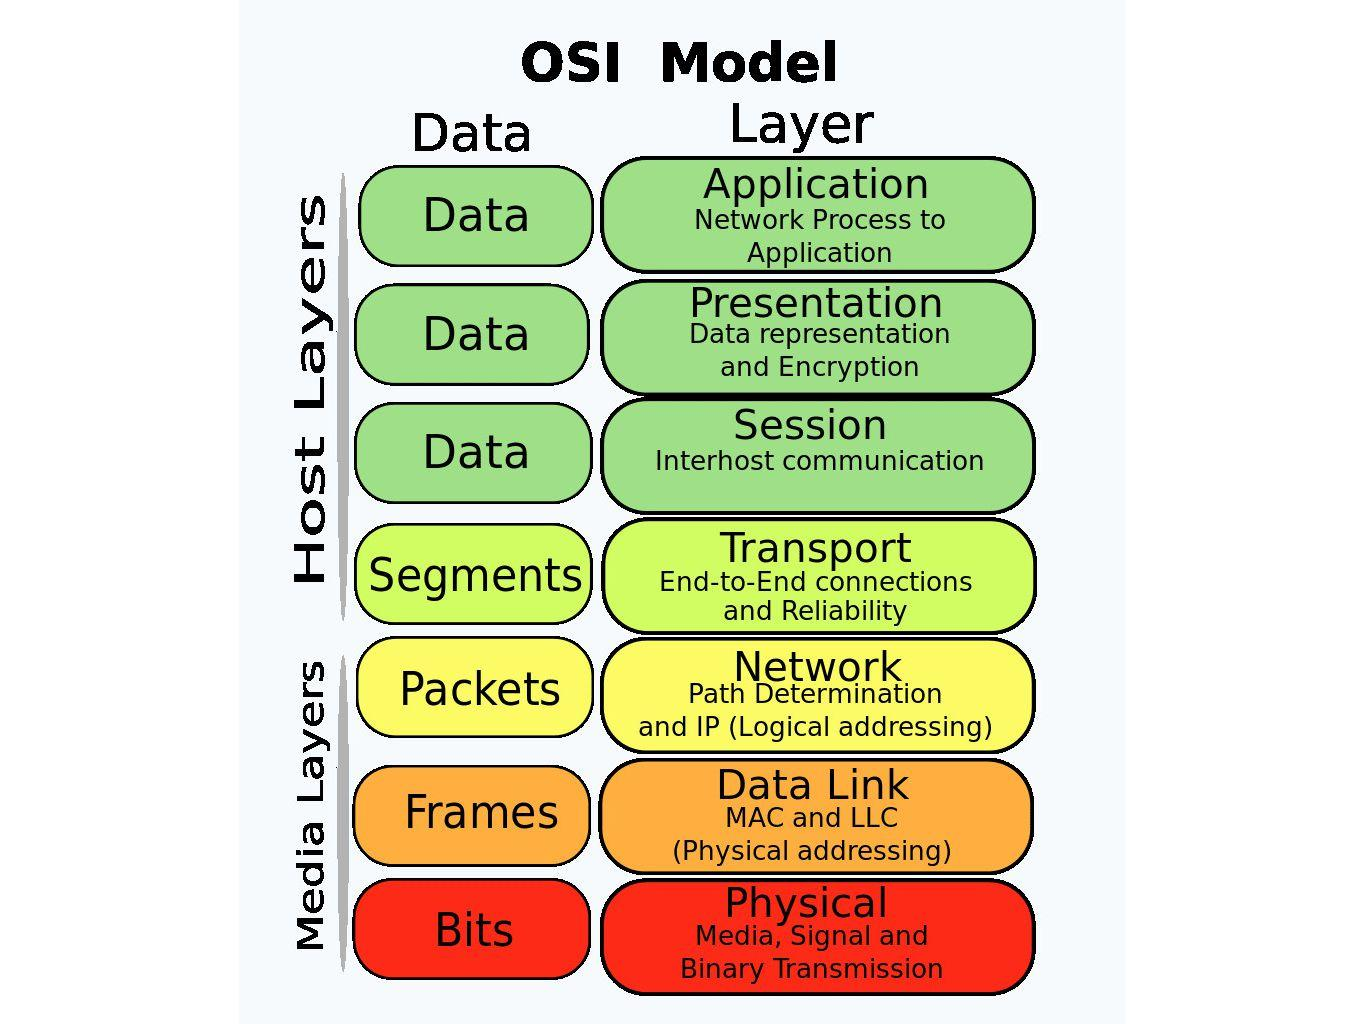 OSI Model
Data Layer
Host Layers
Data
Application
Network Process to
Application
Data
Presentation
Data representation
and Encryption
Data
Session
Interhost communication
Segments
Transport
End-to-End connections
and Reliability
Media Layers
Packets
Network
Path Determination
and IP (Logical addressing)
Frames
Data Link
MAC and LLC
(Physical addressing)
Bits
Physical
Media, Signal and
Binary Transmission